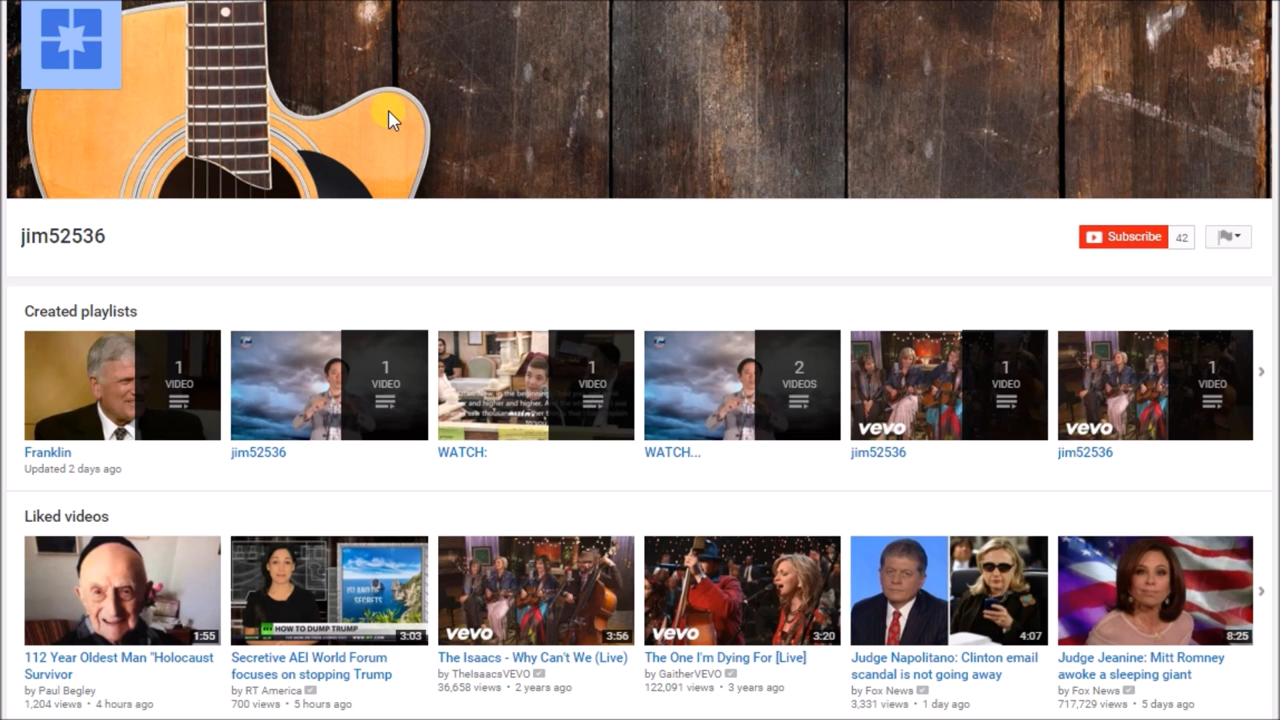 jim52536
Subscribe 42
Created playlists
1 VIDEO
1 VIDEO
1 VIDEO
2 VIDEOS
vevo 1 VIDEO
vevo 1 VIDEO
Franklin
Updated 2 days ago
jim52536
WATCH:
WATCH...
jim52536
jim52536
Liked videos
1:55
112 Year Oldest Man "Holocaust
Survivor
by Paul Begley
1,204 views • 4 hours ago
ISLAND OF
SECRETS
HOW TO DUMP TRUMP
3:03
Secretive AEI World Forum
focuses on stopping Trump
by RT America
700 views • 5 hours ago
vevo 3:56
The Isaacs - Why Can't We (Live)
by TheIsaacsVEVO
36,658 views • 2 years ago
vevo 3:20
The One I'm Dying For [Live]
by GaitherVEVO
122,091 views • 3 years ago
4:07
Judge Napolitano: Clinton email
scandal is not going away
by Fox News
3,331 views • 1 day ago
8:25
Judge Jeanine: Mitt Romney
awoke a sleeping giant
by Fox News
717,729 views • 5 days ago